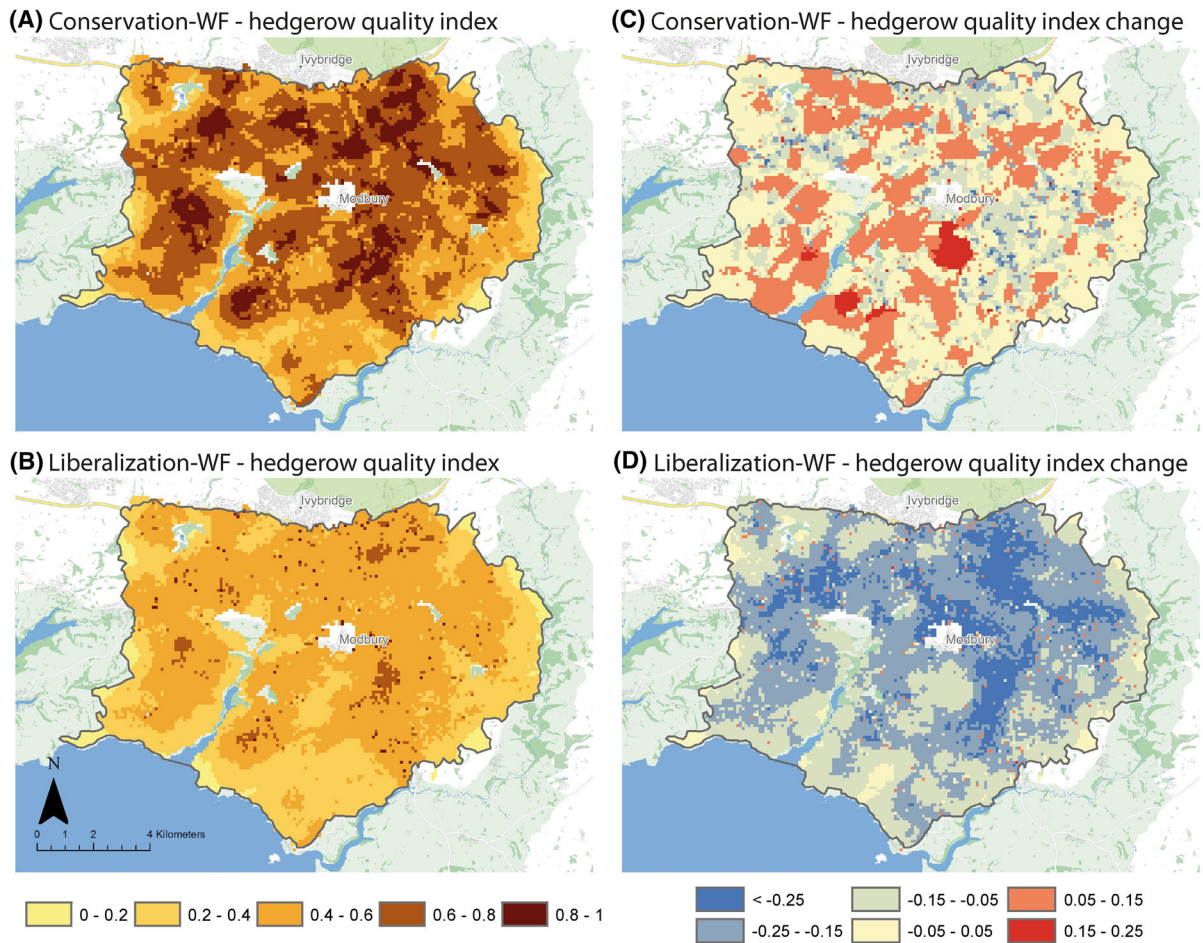 (A) Conservation-WF - hedgerow quality index
Ivybridge
Modbury
(C) Conservation-WF - hedgerow quality index change
Ivybridge
Modbury
(B) Liberalization-WF - hedgerow quality index
Ivybridge
Modbury
N
0 1 2 4 Kilometers
(D) Liberalization-WF - hedgerow quality index change
Ivybridge
Modbury
0 - 0.2 0.2 - 0.4 0.4 - 0.6 0.6 - 0.8 0.8 - 1
< -0.25 -0.15 - -0.05 0.05 - 0.15
-0.25 - -0.15 -0.05 - 0.05 0.15 - 0.25